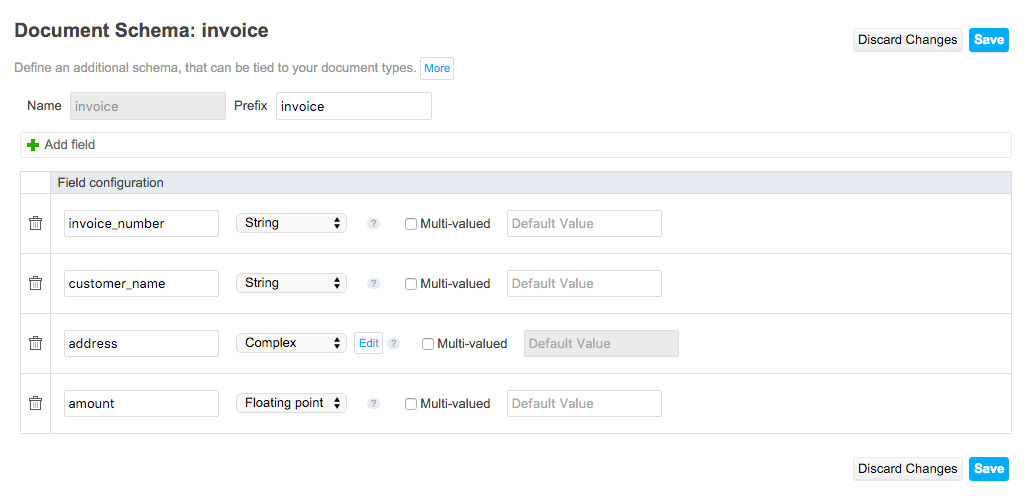 Document Schema: invoice
Discard Changes Save
Define an additional schema, that can be tied to your document types. More
Name invoice Prefix invoice
Add field
Field configuration
invoice_number String ? Multi-valued Default Value
customer_name String ? Multi-valued Default Value
address Complex Edit ? Multi-valued Default Value
amount Floating point ? Multi-valued Default Value
Discard Changes Save